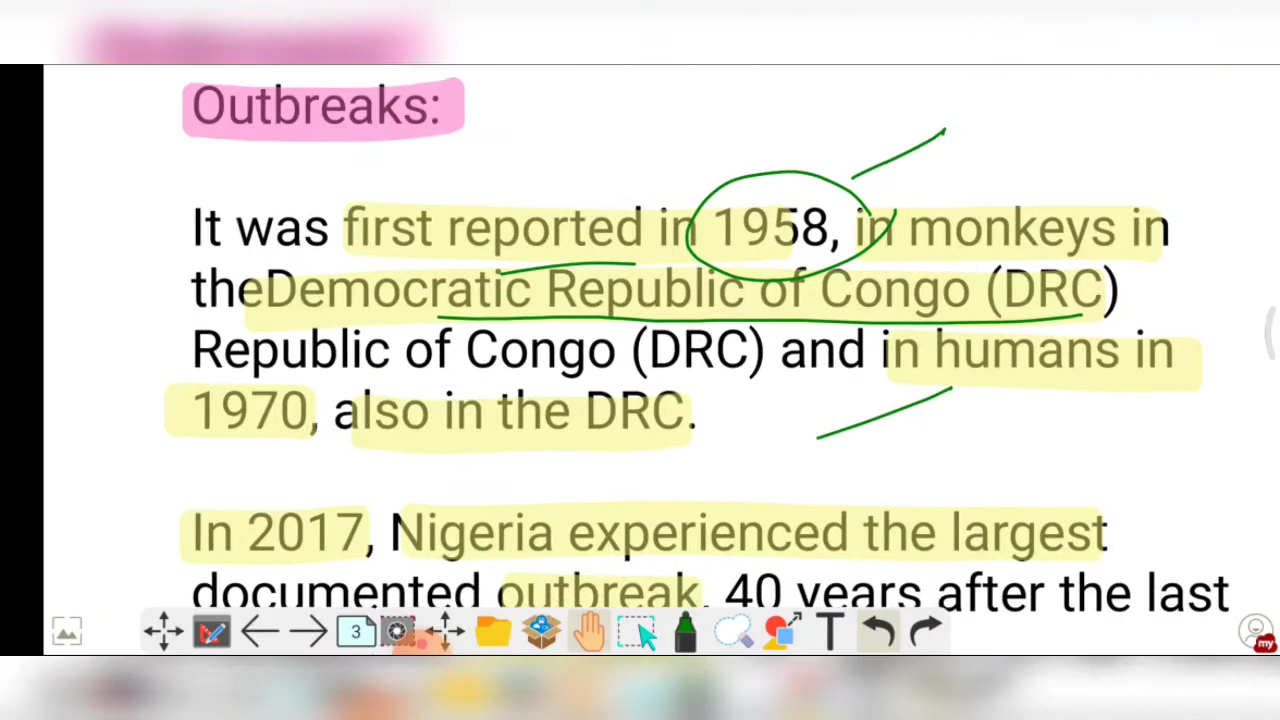 Outbreaks:
It was first reported in 1958, in monkeys in
theDemocratic Republic of Congo (DRC)
Republic of Congo (DRC) and in humans in
1970, also in the DRC.
In 2017, Nigeria experienced the largest
documented outbreak, 40 years after the last
3
T
my